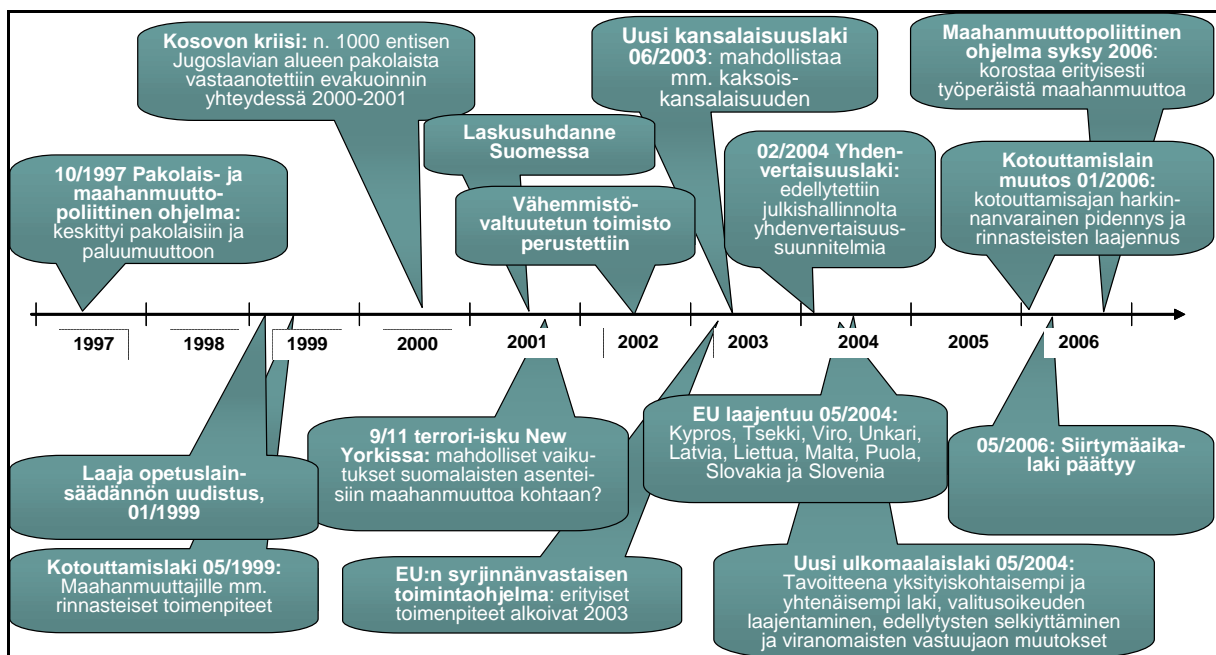 Kosovon kriisi: n. 1000 entisen
Jugoslavian alueen pakolaista
vastaanotettiin evakuoinnin
yhteydessä 2000-2001
Uusi kansalaisuuslaki
06/2003: mahdollistaa
mm. kaksois-
kansalaisuuden
Maahanmuuttopoliittinen
ohjelma syksy 2006:
korostaa erityisesti
työperäistä maahanmuuttoa
10/1997 Pakolais- ja
maahanmuutto-
poliittinen ohjelma:
keskittyi pakolaisiin ja
paluumuuttoon
Laskusuhdanne
Suomessa
Vähemmistö-
valtuutetun toimisto
perustettiin
02/2004 Yhden-
vertaisuuslaki:
edellytettiin
julkishallinnolta
yhdenvertaisuus-
suunnitelmia
Kotouttamislain
muutos 01/2006:
kotouttamisajan harkin-
nanvarainen pidennys ja
rinnasteisten laajennus
1997 1998 1999 2000 2001 2002 2003 2004 2005 2006
Laaja opetuslain-
säädännön uudistus,
01/1999
Kotouttamislaki 05/1999:
Maahanmuuttajille mm.
rinnasteiset toimenpiteet
9/11 terrori-isku New
Yorkissa: mahdolliset vaiku-
tukset suomalaisten asentei-
siin maahanmuuttoa kohtaan?
EU:n syrjinnänvastaisen
toimintaohjelma: erityiset
toimenpiteet alkoivat 2003
EU laajentuu 05/2004:
Kypros, Tsekki, Viro, Unkari,
Latvia, Liettua, Malta, Puola,
Slovakia ja Slovenia
05/2006: Siirtymäaika-
laki päättyy
Uusi ulkomaalaislaki 05/2004:
Tavoitteena yksityiskohtaisempi ja
yhtenäisempi laki, valitusoikeuden
laajentaminen, edellytysten selkiyttäminen
ja viranomaisten vastuujaon muutokset